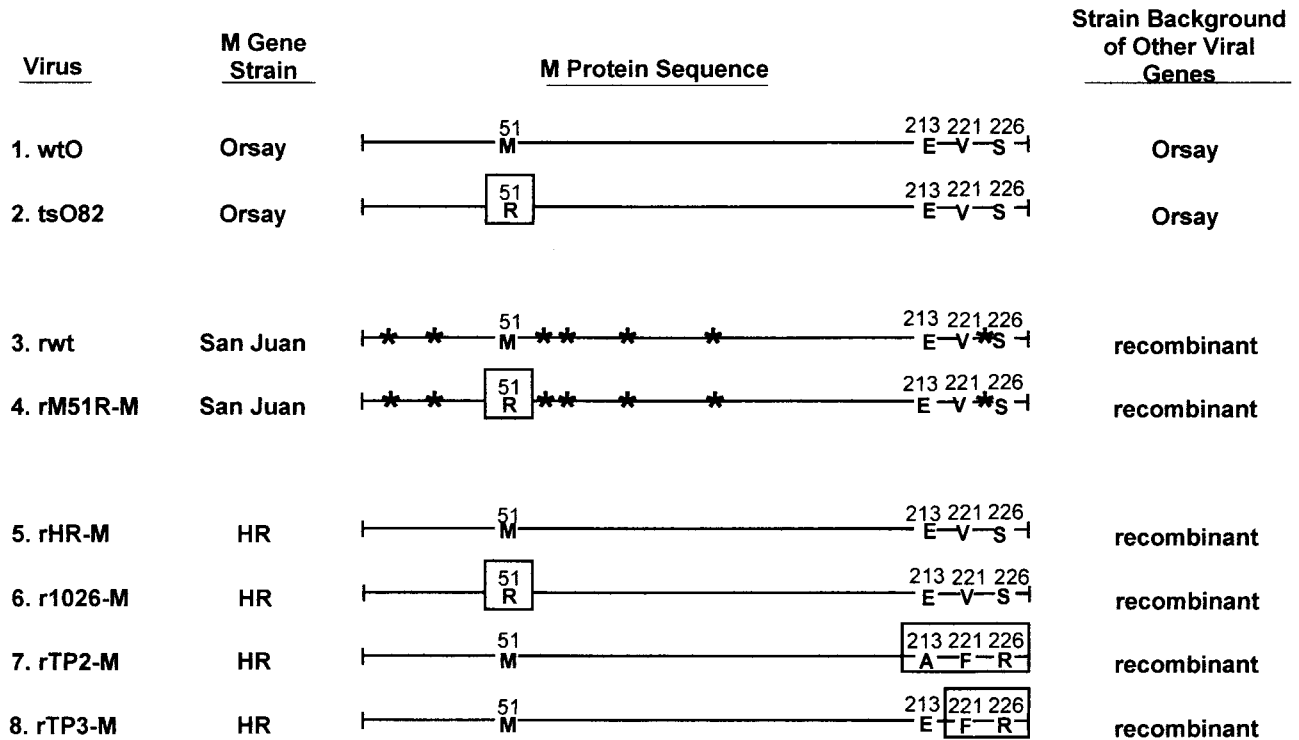 Virus M Gene Strain M Protein Sequence Strain Background of Other Viral Genes
1. wtO Orsay 51 M 213 221 226 E V S Orsay
2. tsO82 Orsay 51 R 213 221 226 E V S Orsay
3. rwt San Juan * * 51 M * * * * 213 221 226 E V * S recombinant
4. rM51R-M San Juan * * 51 R * * * * 213 221 226 E V * S recombinant
5. rHR-M HR 51 M 213 221 226 E V S recombinant
6. r1026-M HR 51 R 213 221 226 E V S recombinant
7. rTP2-M HR 51 M 213 221 226 A F R recombinant
8. rTP3-M HR 51 M 213 221 226 E F R recombinant